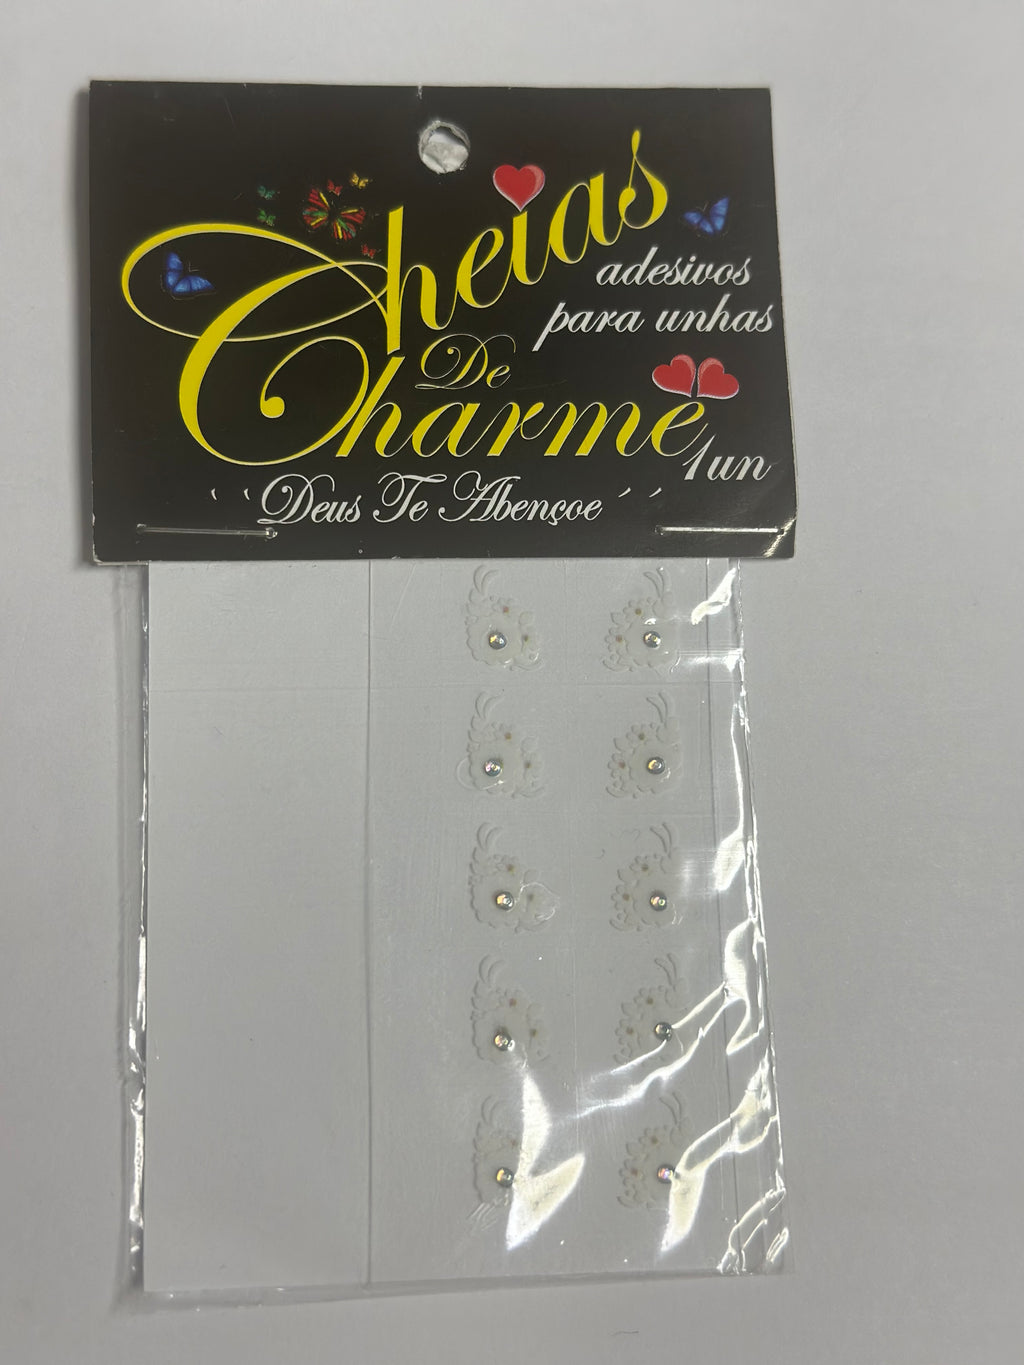 Cheias
adesivos
para unhas
De
Charme
1un
``Deus Te Abençoe´´